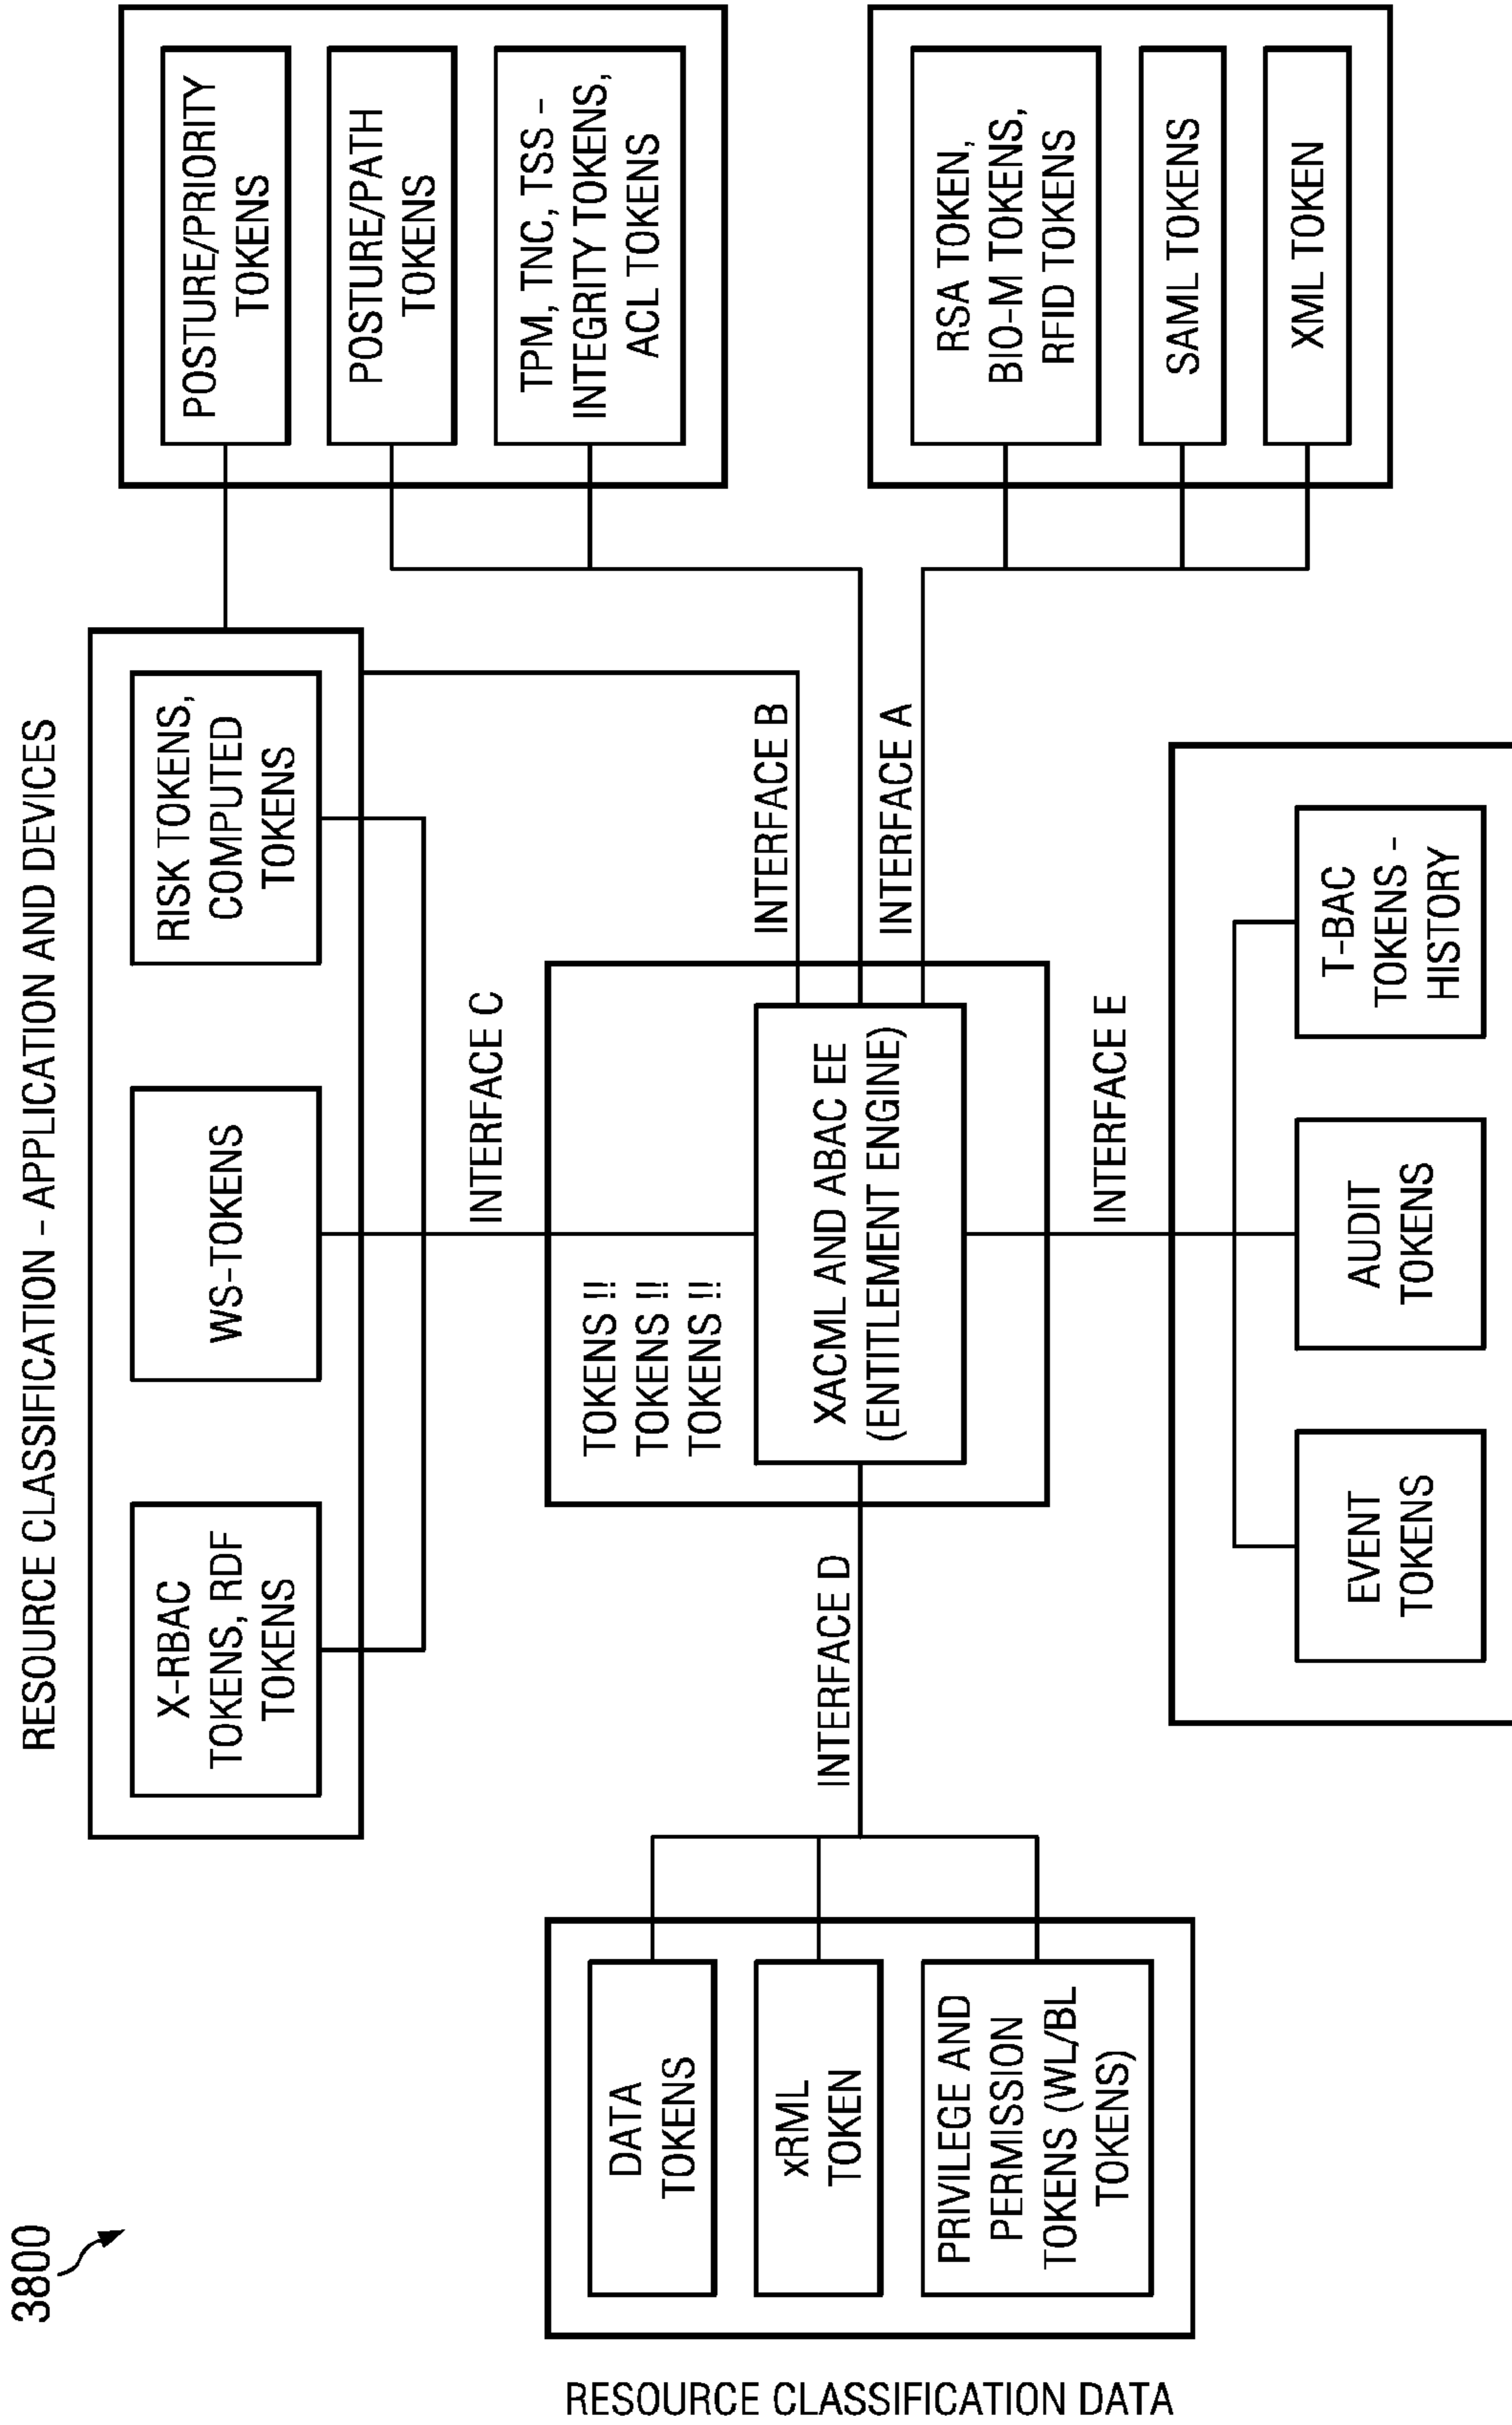 3800
RESOURCE CLASSIFICATION - APPLICATION AND DEVICES
X-RBAC
TOKENS, RDF
TOKENS
WS-TOKENS
RISK TOKENS,
COMPUTED
TOKENS
POSTURE/PRIORITY
TOKENS
POSTURE/PATH
TOKENS
TPM, TNC, TSS -
INTEGRITY TOKENS,
ACL TOKENS
INTERFACE C
INTERFACE B
INTERFACE A
RESOURCE CLASSIFICATION DATA
DATA
TOKENS
xRML
TOKEN
PRIVILEGE AND
PERMISSION
TOKENS (WL/BL
TOKENS)
INTERFACE D
TOKENS !!
TOKENS !!
TOKENS !!
XACML AND ABAC EE
(ENTITLEMENT ENGINE)
RSA TOKEN,
BIO-M TOKENS,
RFID TOKENS
SAML TOKENS
XML TOKEN
INTERFACE E
EVENT
TOKENS
AUDIT
TOKENS
T-BAC
TOKENS -
HISTORY